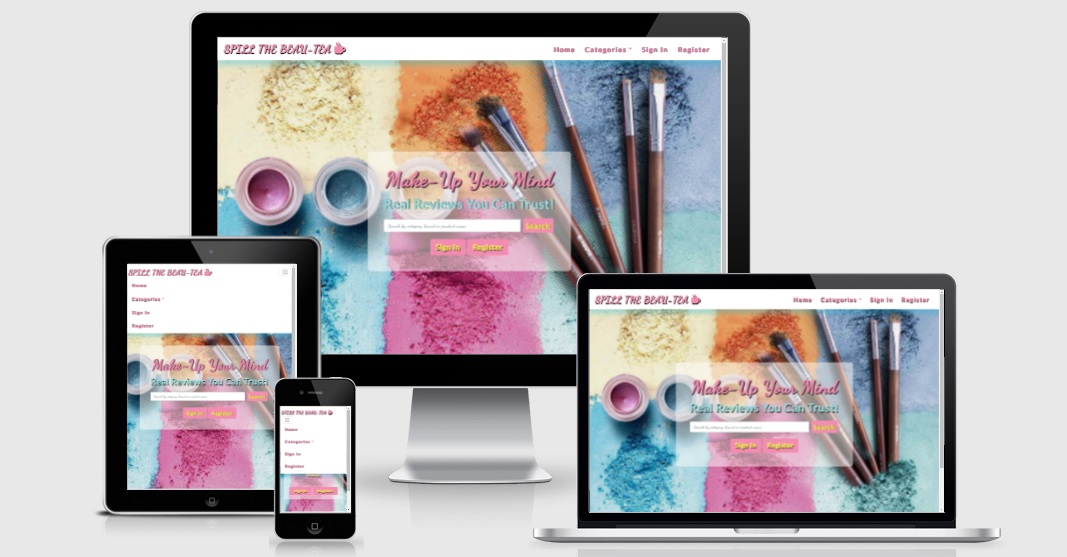 SPILL THE BEAU-TEA
Home Categories Sign In Register
Make-Up Your Mind
Real Reviews You Can Trust!
Search by category, brand or product name
Search
Sign In Register
SPILL THE BEAU-TEA
Home
Categories
Sign In
Register
Make-Up Your Mind
Real Reviews You Can Trust!
Search
Sign In Register
SPILL THE BEAU-TEA
Home
Categories
Sign In
Register
Sign In Register
SPILL THE BEAU-TEA
Home Categories Sign In Register
Make-Up Your Mind
Real Reviews You Can Trust!
Search by category, brand or product name
Search
Sign In Register